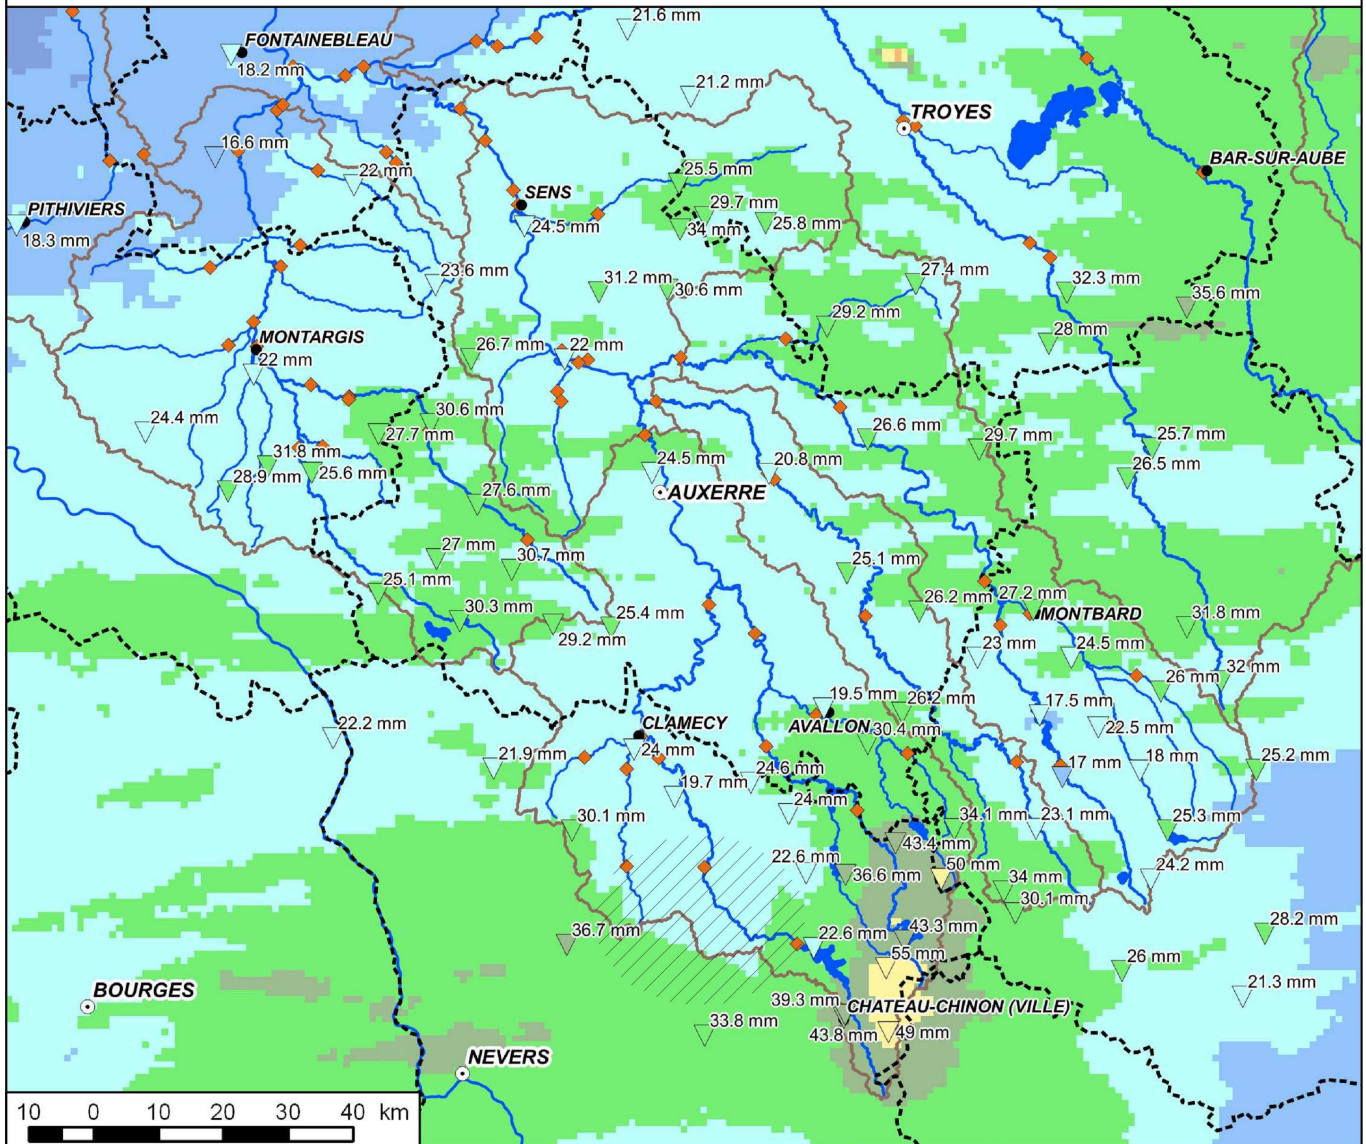 21.6 mm
FONTAINEBLEAU
18.2 mm
21.2 mm
TROYES
16.6 mm
BAR-SUR-AUBE
22 mm
25.5 mm
SENS
PITHIVIERS
29.7 mm
18.3 mm
24.5 mm
34 mm
25.8 mm
23.6 mm
31.2 mm
30.6 mm
27.4 mm
32.3 mm
35.6 mm
29.2 mm
MONTARGIS
22 mm
26.7 mm
22 mm
28 mm
24.4 mm
30.6 mm
27.7 mm
26.6 mm
29.7 mm
25.7 mm
31.8 mm
28.9 mm
25.6 mm
24.5 mm
20.8 mm
26.5 mm
27.6 mm
AUXERRE
27 mm
30.7 mm
25.1 mm
25.1 mm
30.3 mm
29.2 mm
25.4 mm
26.2 mm
27.2 mm
MONTBARD
31.8 mm
23 mm
24.5 mm
26 mm
32 mm
22.2 mm
CLAMECY
19.5 mm
AVALLON
26.2 mm
30.4 mm
17.5 mm
22.5 mm
21.9 mm
24 mm
19.7 mm
24.6 mm
17 mm
18 mm
25.2 mm
24 mm
30.1 mm
34.1 mm
23.1 mm
25.3 mm
43.4 mm
22.6 mm
36.6 mm
50 mm
34 mm
24.2 mm
30.1 mm
36.7 mm
22.6 mm
43.3 mm
28.2 mm
55 mm
26 mm
21.3 mm
BOURGES
39.3 mm
CHATEAU-CHINON (VILLE)
33.8 mm
43.8 mm
49 mm
NEVERS
10 0 10 20 30 40 km